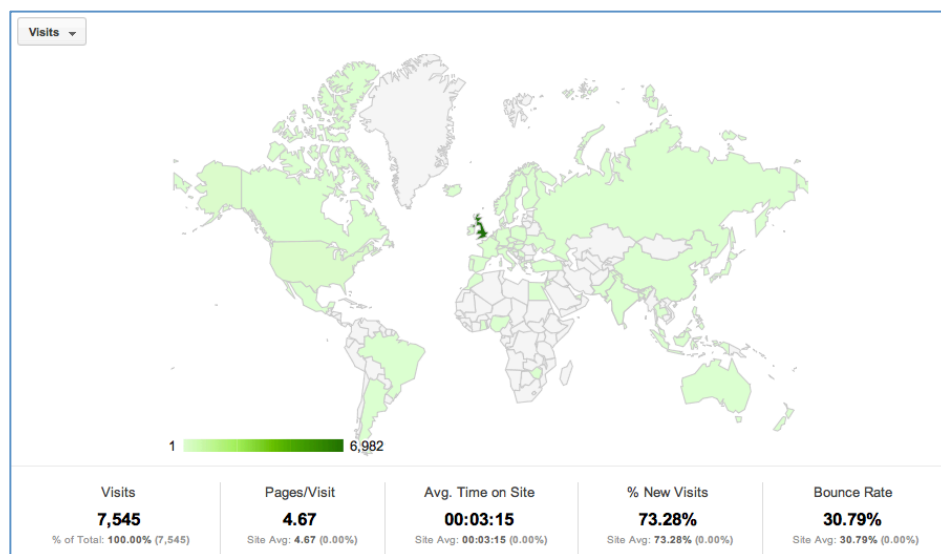 Visits
1 6,982
Visits Pages/Visit Avg. Time on Site % New Visits Bounce Rate
7,545 4.67 00:03:15 73.28% 30.79%
% of Total: 100.00% (7,545) Site Avg: 4.67 (0.00%) Site Avg: 00:03:15 (0.00%) Site Avg: 73.28% (0.00%) Site Avg: 30.79% (0.00%)